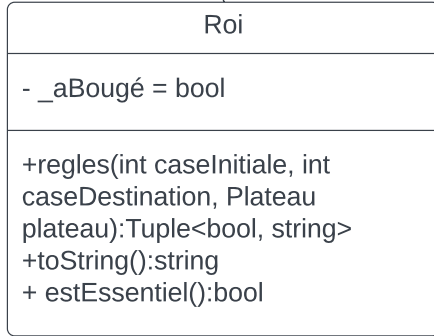 Roi
- _aBougé = bool
+regles(int caseInitiale, int
caseDestination, Plateau
plateau):Tuple<bool, string>
+toString():string
+ estEssentiel():bool